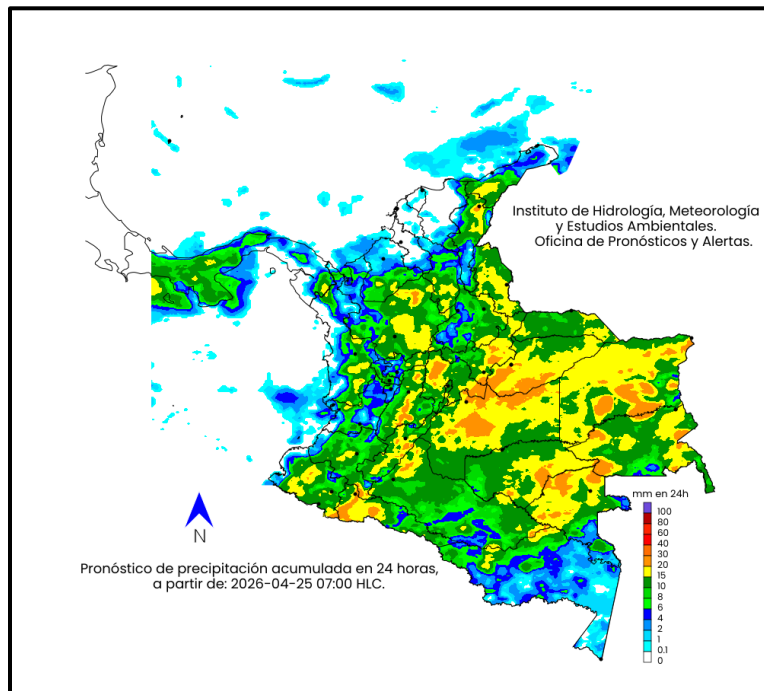 Instituto de Hidrología, Meteorología
y Estudios Ambientales.
Oficina de Pronósticos y Alertas.
mm en 24h
100
80
60
40
30
20
15
10
8
6
4
2
1
0.1
0
N
Pronóstico de precipitación acumulada en 24 horas,
a partir de: 2026-04-25 07:00 HLC.